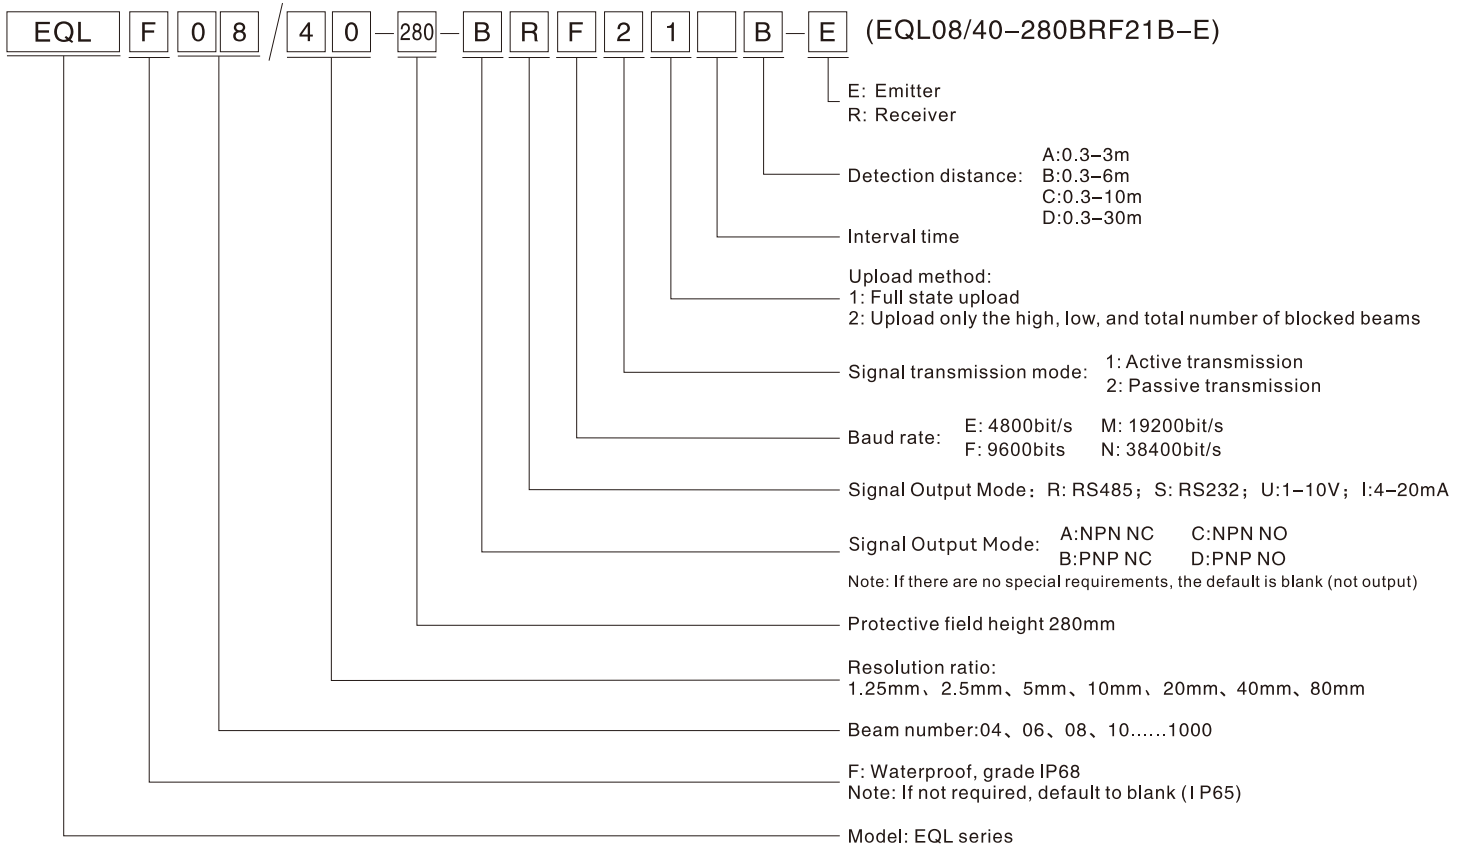 EQL F 0 8 / 4 0 – 280 – B R F 2 1 B – E (EQL08/40–280BRF21B–E)
E: Emitter
R: Receiver
Detection distance: A:0.3–3m
B:0.3–6m
C:0.3–10m
D:0.3–30m
Interval time
Upload method:
1: Full state upload
2: Upload only the high, low, and total number of blocked beams
Signal transmission mode: 1: Active transmission
2: Passive transmission
Baud rate: E: 4800bit/s M: 19200bit/s
F: 9600bits N: 38400bit/s
Signal Output Mode：R: RS485；S: RS232；U:1–10V；I:4–20mA
Signal Output Mode: A:NPN NC C:NPN NO
B:PNP NC D:PNP NO
Note: If there are no special requirements, the default is blank (not output)
Protective field height 280mm
Resolution ratio:
1.25mm、2.5mm、5mm、10mm、20mm、40mm、80mm
Beam number:04、06、08、10......1000
F: Waterproof, grade IP68
Note: If not required, default to blank (I P65)
Model: EQL series